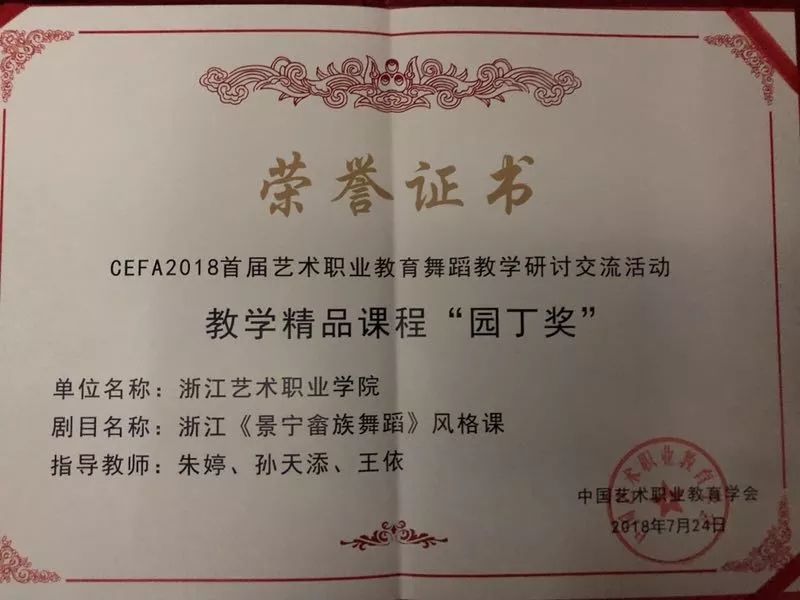 荣誉证书
CEFA2018首届艺术职业教育舞蹈教学研讨交流活动
教学精品课程“园丁奖”
单位名称：浙江艺术职业学院
剧目名称：浙江《景宁畲族舞蹈》风格课
指导教师：朱婷、孙天添、王依
中国艺术职业教育学会
2018年7月24日